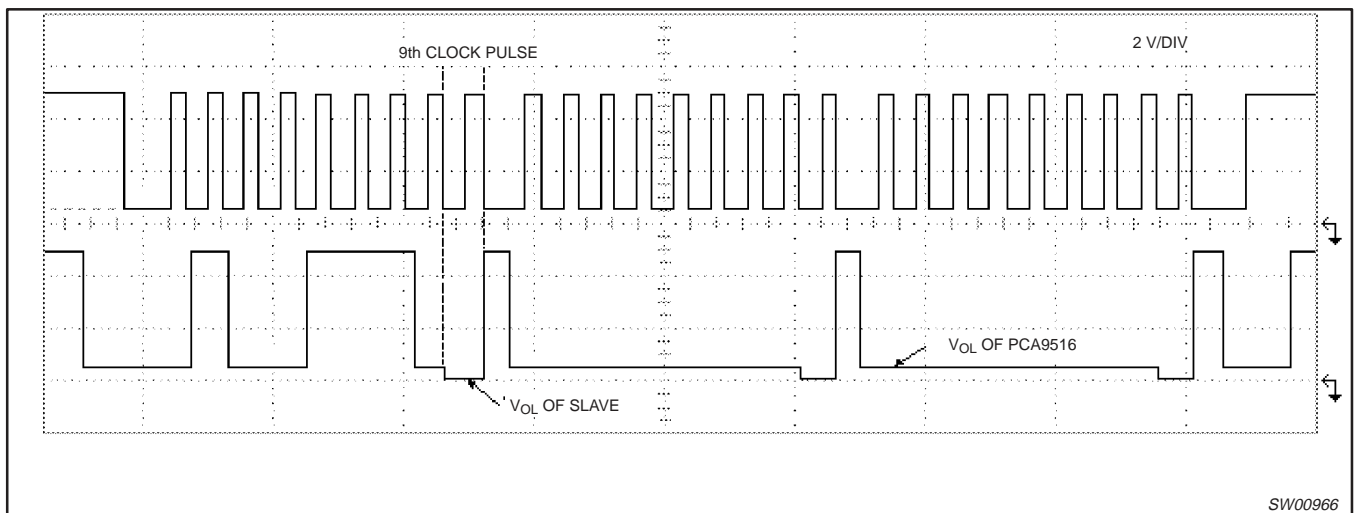 2 V/DIV
9th CLOCK PULSE
VOL OF PCA9516
VOL OF SLAVE
SW00966